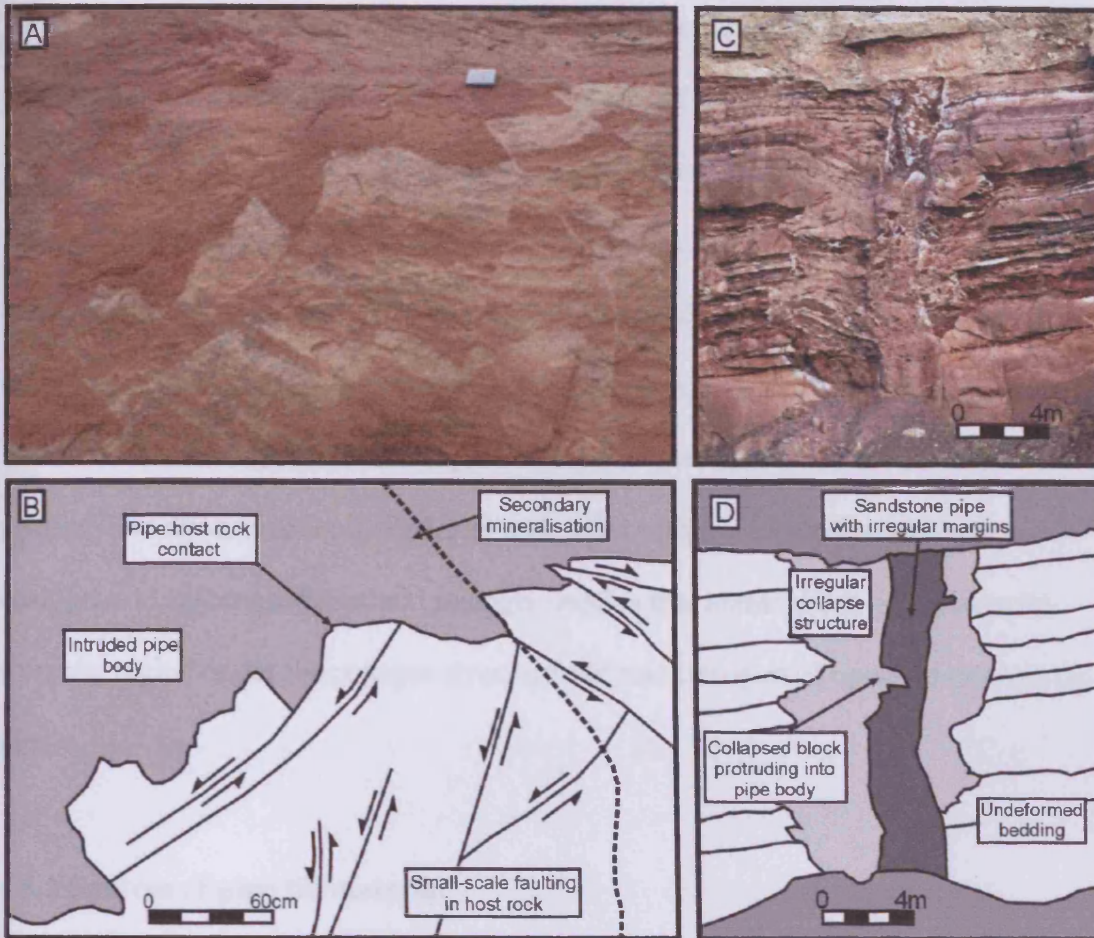 A
C
0 4m
B
Pipe-host rock
contact
Secondary
mineralisation
Intruded pipe
body
Small-scale faulting
in host rock
0 60cm
D
Sandstone pipe
with irregular margins
Irregular
collapse
structure
Collapsed block
protruding into
pipe body
Undeformed
bedding
0 4m